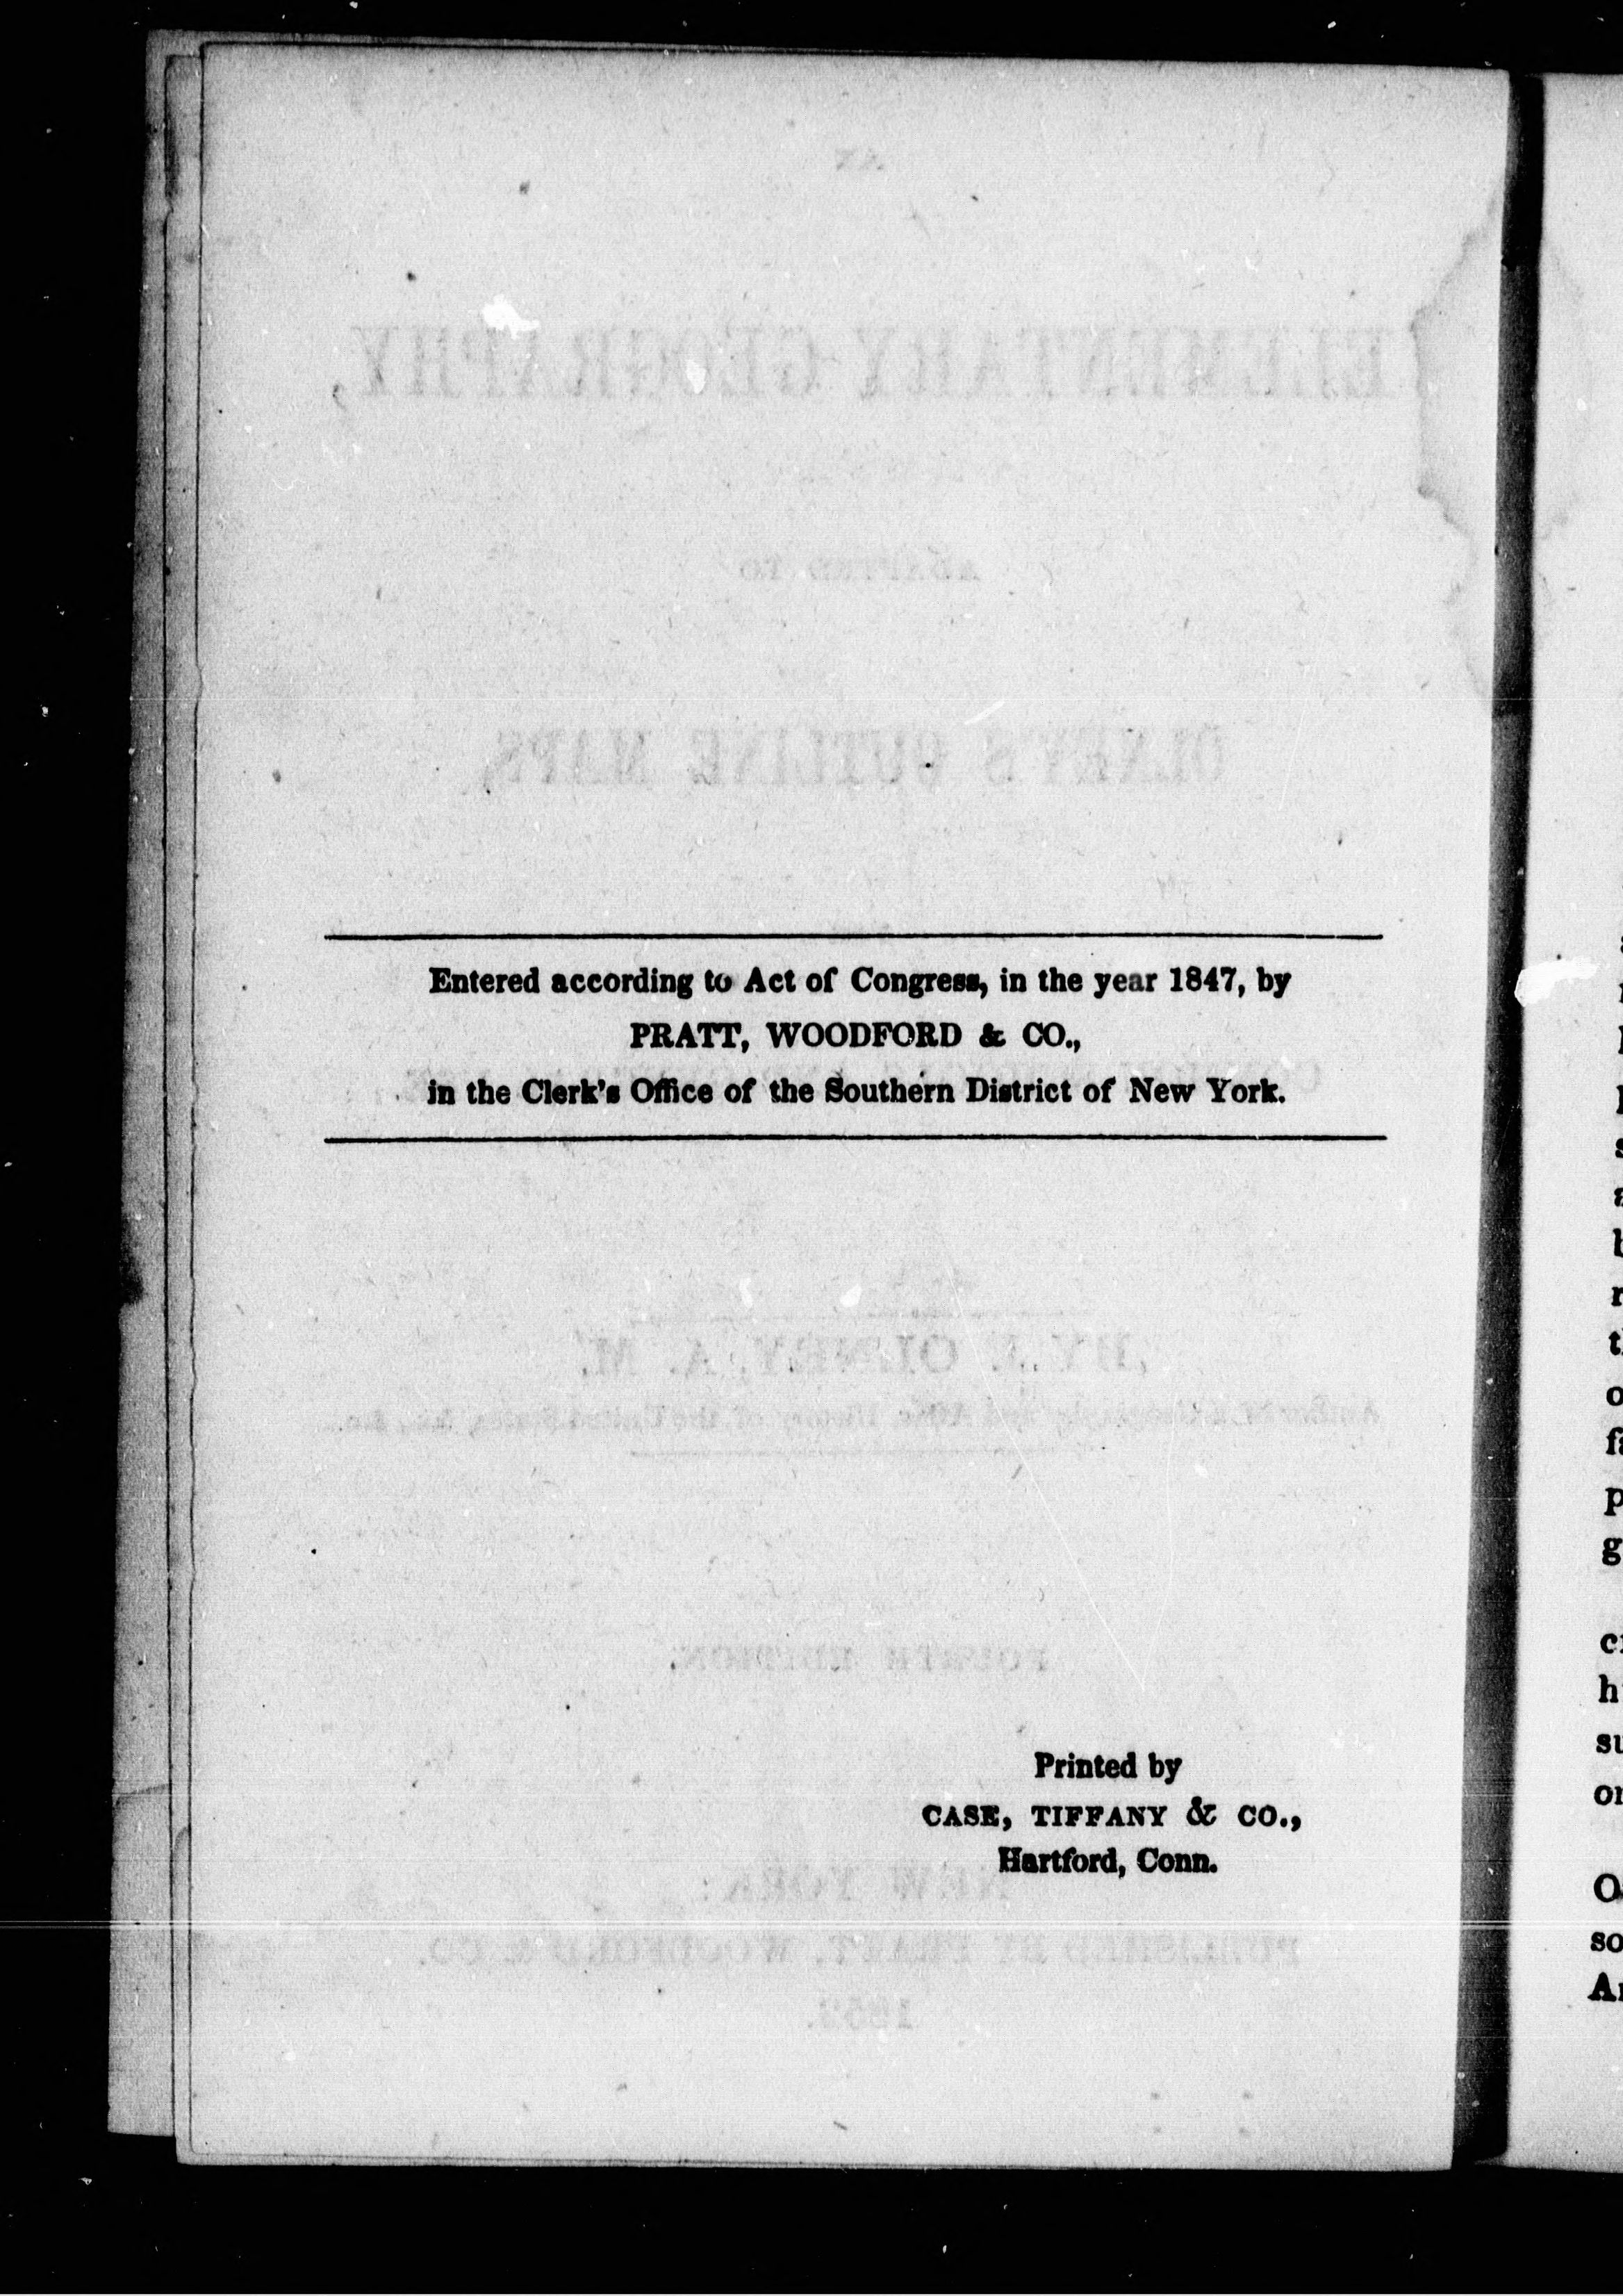 Entered according to Act of Congress, in the year 1847, by
PRATT, WOODFORD & CO.,
in the Clerk's Office of the Southern District of New York.
Printed by
CASE, TIFFANY & CO.,
Hartford, Conn.